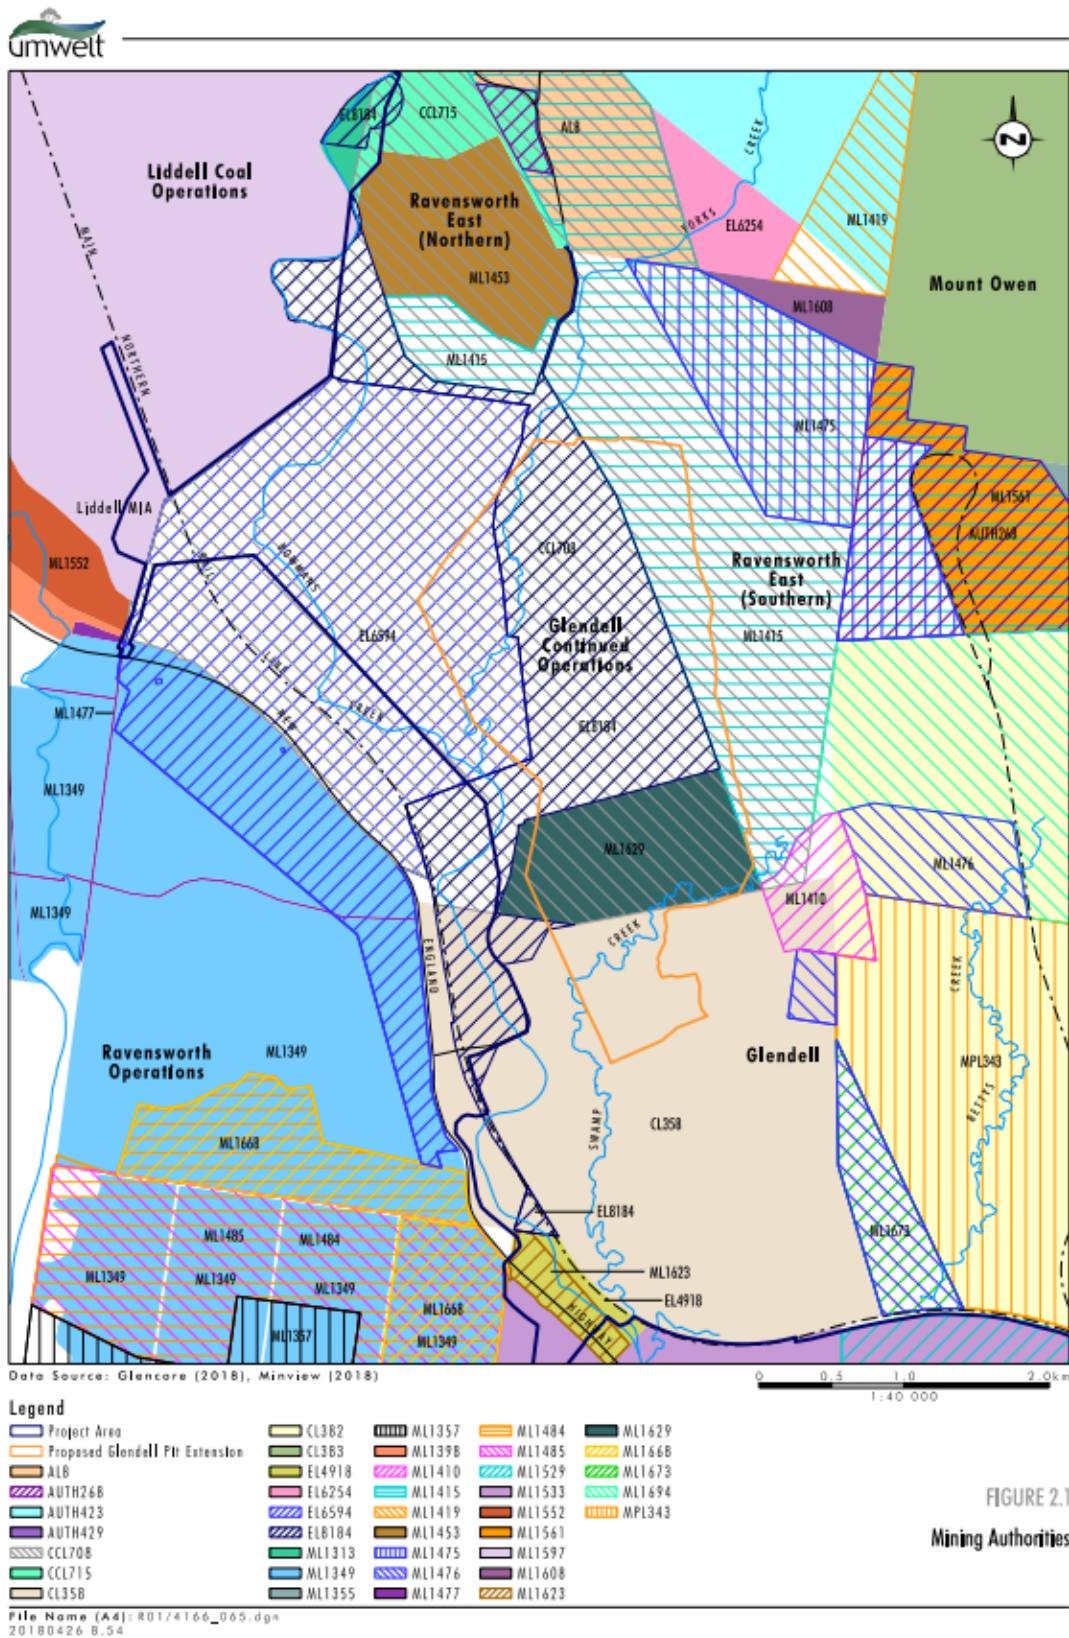 umwelt
EL8184
CCL715
AL8
CREEK
Liddell Coal
Operations
Ravensworth
East
(Northern)
YORKS
EL6254
ML1419
N
MAIN
ML1453
Mount Owen
ML1608
NORTHERN
ML1415
ML1475
Liddell MIA
ML1561
AUTH268
ML1552
RAIL
BOWMANS
CCL708
Ravensworth
East
(Southern)
EL6594
Glendell
Continued
Operations
ML1415
LINE
CREEK
NEW
ML1477
EL8184
ML1349
ML1629
ML1476
ML1410
ML1349
CREEK
ENGLAND
CREEK
Ravensworth
Operations
ML1349
Glendell
MPL343
BETTYS
ML1668
SWAMP
CL358
ML1485
ML1484
EL8184
ML1673
ML1349
ML1349
ML1349
ML1623
EL4918
ML1668
HIGHWAY
ML1357
ML1349
Data Source: Glencore (2018), Minview (2018)
0 0.5 1.0 2.0km
1:40 000
Legend
Project Area
Proposed Glendell Pit Extension
AL8
AUTH268
AUTH423
AUTH429
CCL708
CCL715
CL358
CL382
CL383
EL4918
EL6254
EL6594
EL8184
ML1313
ML1349
ML1355
ML1357
ML1398
ML1410
ML1415
ML1419
ML1453
ML1475
ML1476
ML1477
ML1484
ML1485
ML1529
ML1533
ML1552
ML1561
ML1597
ML1608
ML1623
ML1629
ML1668
ML1673
ML1694
MPL343
FIGURE 2.1
Mining Authorities
File Name (A4): R01/4166_065.dgn
20180426 8.54